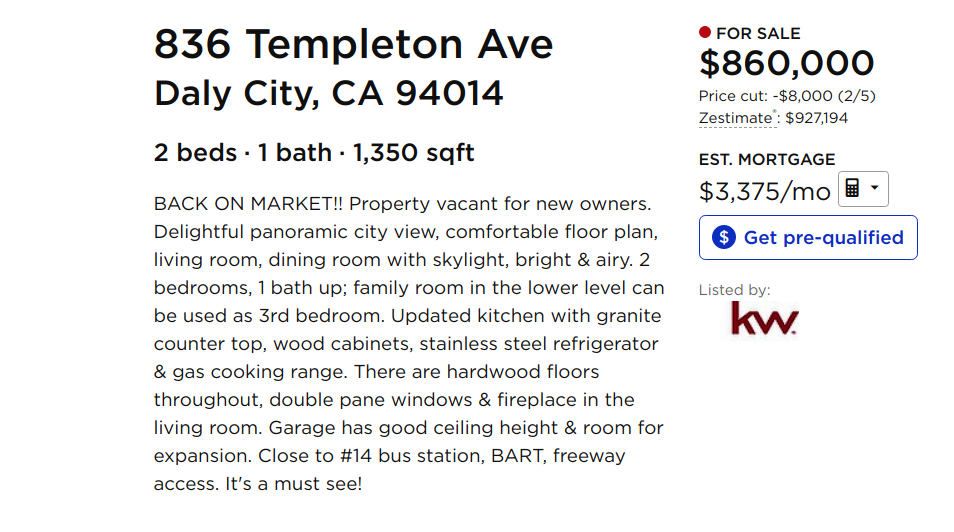 836 Templeton Ave
Daly City, CA 94014
2 beds · 1 bath · 1,350 sqft
BACK ON MARKET!! Property vacant for new owners.
Delightful panoramic city view, comfortable floor plan,
living room, dining room with skylight, bright & airy. 2
bedrooms, 1 bath up; family room in the lower level can
be used as 3rd bedroom. Updated kitchen with granite
counter top, wood cabinets, stainless steel refrigerator
& gas cooking range. There are hardwood floors
throughout, double pane windows & fireplace in the
living room. Garage has good ceiling height & room for
expansion. Close to #14 bus station, BART, freeway
access. It's a must see!
FOR SALE
$860,000
Price cut: -$8,000 (2/5)
Zestimate®: $927,194
EST. MORTGAGE
$3,375/mo
$ Get pre-qualified
Listed by:
kw.